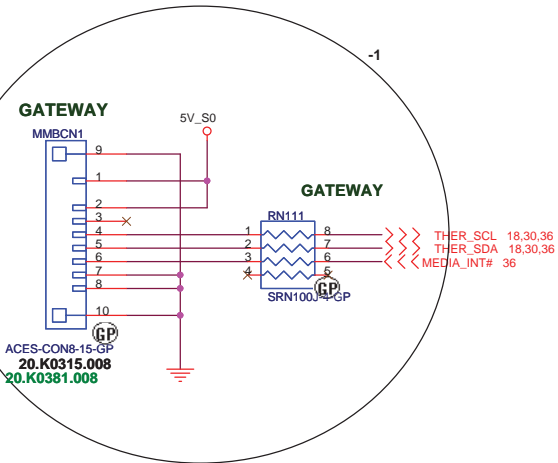 -1
GATEWAY
MMBCN1
5V_S0
9
1
2
3
4
5
6
7
8
10
GP
ACES-CON8-15-GP
20.K0315.008
20.K0381.008
GATEWAY
RN111
1 8
2 7
3 6
4 5
GP
SRN100J-4-GP
THER_SCL 18,30,36
THER_SDA 18,30,36
MEDIA_INT# 36